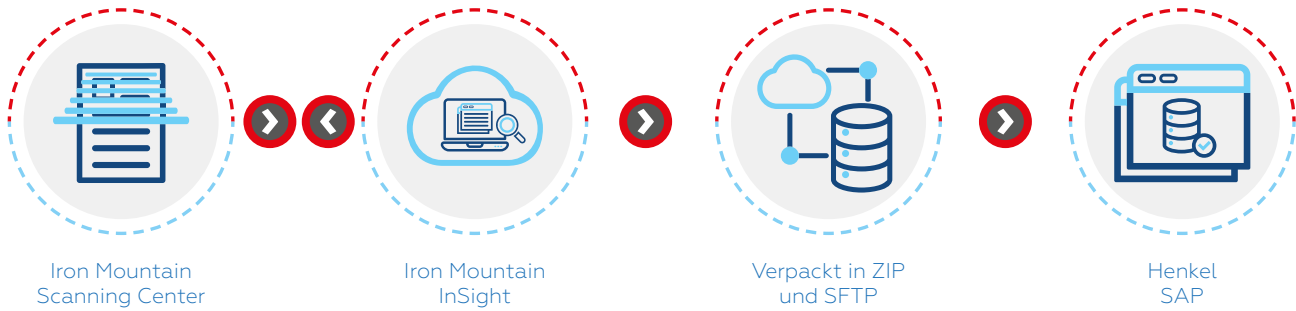 Iron Mountain
Scanning Center
Iron Mountain
InSight
Verpackt in ZIP
und SFTP
Henkel
SAP